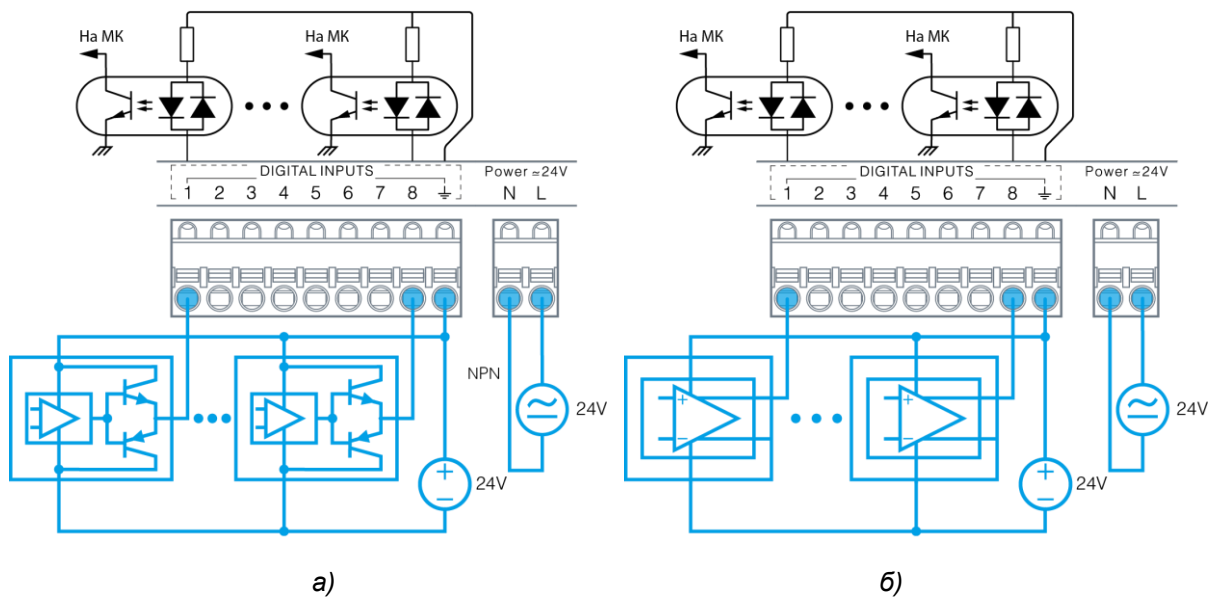 На МК На МК На МК На МК
DIGITAL INPUTS Power ≃24V DIGITAL INPUTS Power ≃24V
1 2 3 4 5 6 7 8 ⏚ N L 1 2 3 4 5 6 7 8 ⏚ N L
NPN
24V 24V
+ − + −
+ 24V − + 24V −
а) б)